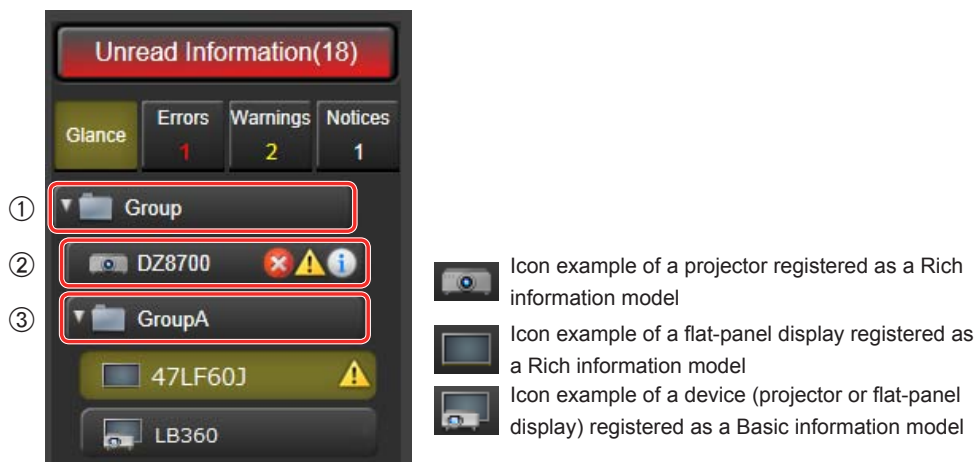 Unread Information(18)
Glance
Errors
1
Warnings
2
Notices
1
① Group
② DZ8700
③ GroupA
47LF60J
LB360
Icon example of a projector registered as a Rich
information model
Icon example of a flat-panel display registered as
a Rich information model
Icon example of a device (projector or flat-panel
display) registered as a Basic information model